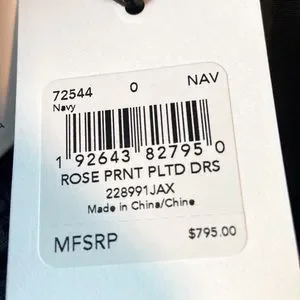 72544 0 NAV
Navy
1 92643 82795 0
ROSE PRNT PLTD DRS
228991JAX
Made in China/Chine
MFSRP $795.00